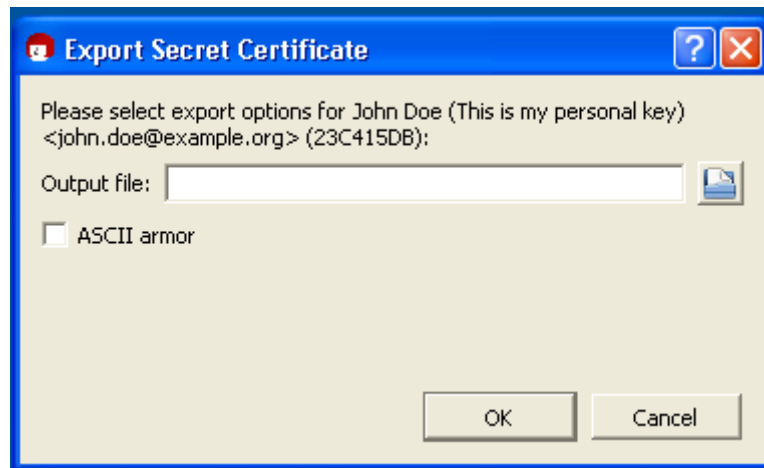 Export Secret Certificate
Please select export options for John Doe (This is my personal key)
<john.doe@example.org> (23C415DB):
Output file:
ASCII armor
OK Cancel